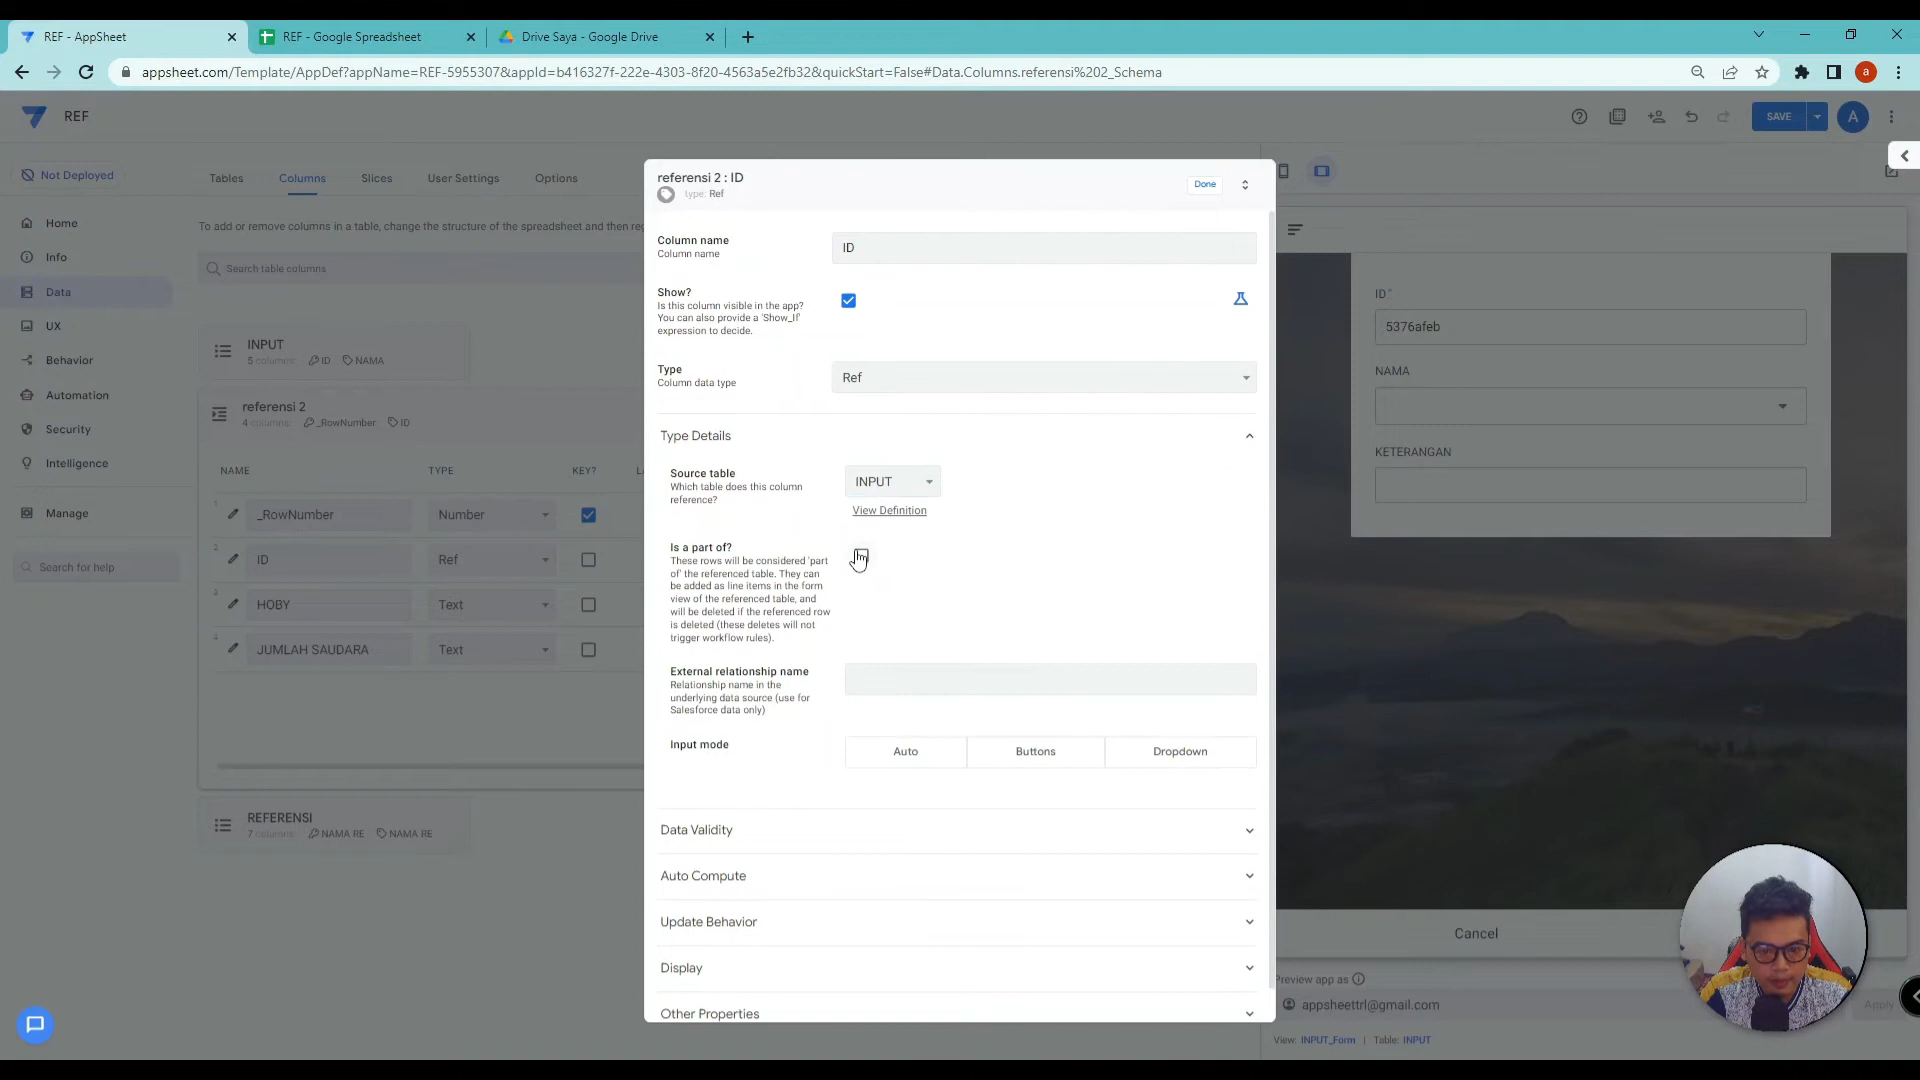 REF - AppSheet
REF - Google Spreadsheet
Drive Saya - Google Drive
appsheet.com/Template/AppDef?appName=REF-5955307&appId=b416327f-222e-4303-8f20-4563a5e2fb32&quickStart=False#Data.Columns.referensi%202_Schema
a
REF
SAVE
A
Not Deployed
Tables
Columns
Slices
User Settings
Options
Home
Info
Data
UX
Behavior
Automation
Security
Intelligence
Manage
Search for help
To add or remove columns in a table, change the structure of the spreadsheet and then
Search table columns
INPUT
5 columns: ID NAMA
referensi 2
4 columns: _RowNumber ID
NAME TYPE KEY?
1 _RowNumber Number
2 ID Ref
3 HOBY Text
4 JUMLAH SAUDARA Text
REFERENSI
7 columns: NAMA RE NAMA RE
referensi 2 : ID
type: Ref
Done
Column name
Column name
ID
Show?
Is this column visible in the app?
You can also provide a 'Show_If'
expression to decide.
Type
Column data type
Ref
Type Details
Source table
Which table does this column
reference?
INPUT
View Definition
Is a part of?
These rows will be considered 'part
of' the referenced table. They can
be added as line items in the form
view of the referenced table, and
will be deleted if the referenced row
is deleted (these deletes will not
trigger workflow rules).
External relationship name
Relationship name in the
underlying data source (use for
Salesforce data only)
Input mode
Auto
Buttons
Dropdown
Data Validity
Auto Compute
Update Behavior
Display
Other Properties
ID*
5376afeb
NAMA
KETERANGAN
Cancel
Preview app as
appsheettrl@gmail.com
Apply
View: INPUT_Form | Table: INPUT